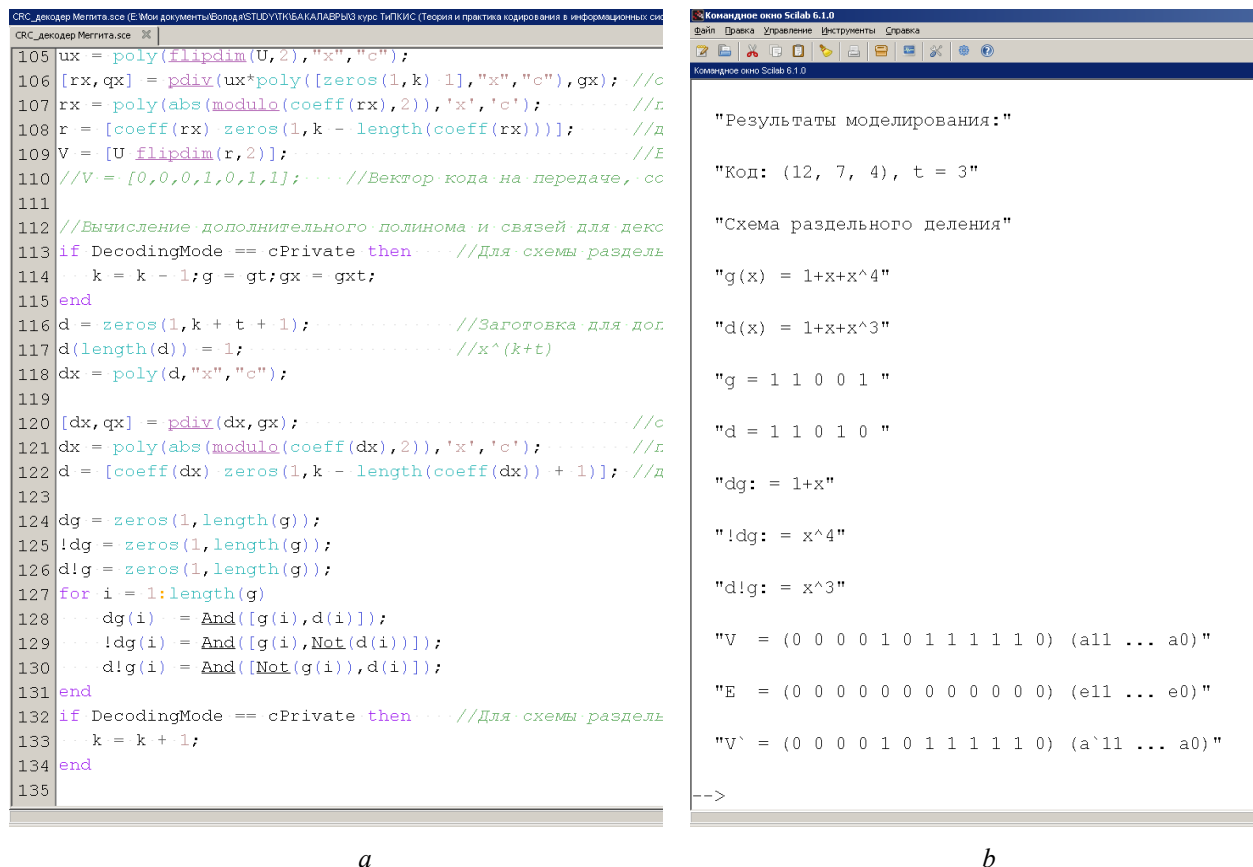 CRC_декодер Меггита.sce (E:\Мои документы\Володя\STUDY\ТК\БАКАЛАВРЫ\3 курс ТиПКИС (Теория и практика кодирования в информационных сис
CRC_декодер Меггита.sce
105 ux = poly(flipdim(U,2),"x","c");
106 [rx,qx] = pdiv(ux*poly([zeros(1,k) 1],"x","c"),gx); //о
107 rx = poly(abs(modulo(coeff(rx),2)),'x','c'); //п
108 r = [coeff(rx) zeros(1,k - length(coeff(rx)))]; //д
109 V = [U flipdim(r,2)]; //В
110 //V = [0,0,0,1,0,1,1]; //Вектор кода на передаче, со
111
112 //Вычисление дополнительного полинома и связей для деко
113 if DecodingMode == cPrivate then //Для схемы раздель
114 k = k - 1;g = gt;gx = gxt;
115 end
116 d = zeros(1,k + t + 1); //Заготовка для доп
117 d(length(d)) = 1; //x^(k+t)
118 dx = poly(d,"x","c");
119
120 [dx,qx] = pdiv(dx,gx); //о
121 dx = poly(abs(modulo(coeff(dx),2)),'x','c'); //п
122 d = [coeff(dx) zeros(1,k - length(coeff(dx)) + 1)]; //д
123
124 dg = zeros(1,length(g));
125 !dg = zeros(1,length(g));
126 d!g = zeros(1,length(g));
127 for i = 1:length(g)
128 dg(i) = And([g(i),d(i)]);
129 !dg(i) = And([g(i),Not(d(i))]);
130 d!g(i) = And([Not(g(i)),d(i)]);
131 end
132 if DecodingMode == cPrivate then //Для схемы раздель
133 k = k + 1;
134 end
135
a
Командное окно Scilab 6.1.0
Файл Правка Управление Инструменты Справка
Командное окно Scilab 6.1.0
"Результаты моделирования:"
"Код: (12, 7, 4), t = 3"
"Схема раздельного деления"
"g(x) = 1+x+x^4"
"d(x) = 1+x+x^3"
"g = 1 1 0 0 1 "
"d = 1 1 0 1 0 "
"dg: = 1+x"
"!dg: = x^4"
"d!g: = x^3"
"V = (0 0 0 0 1 0 1 1 1 1 1 0) (a11 ... a0)"
"E = (0 0 0 0 0 0 0 0 0 0 0 0) (e11 ... e0)"
"V` = (0 0 0 0 1 0 1 1 1 1 1 0) (a`11 ... a0)"
-->
b